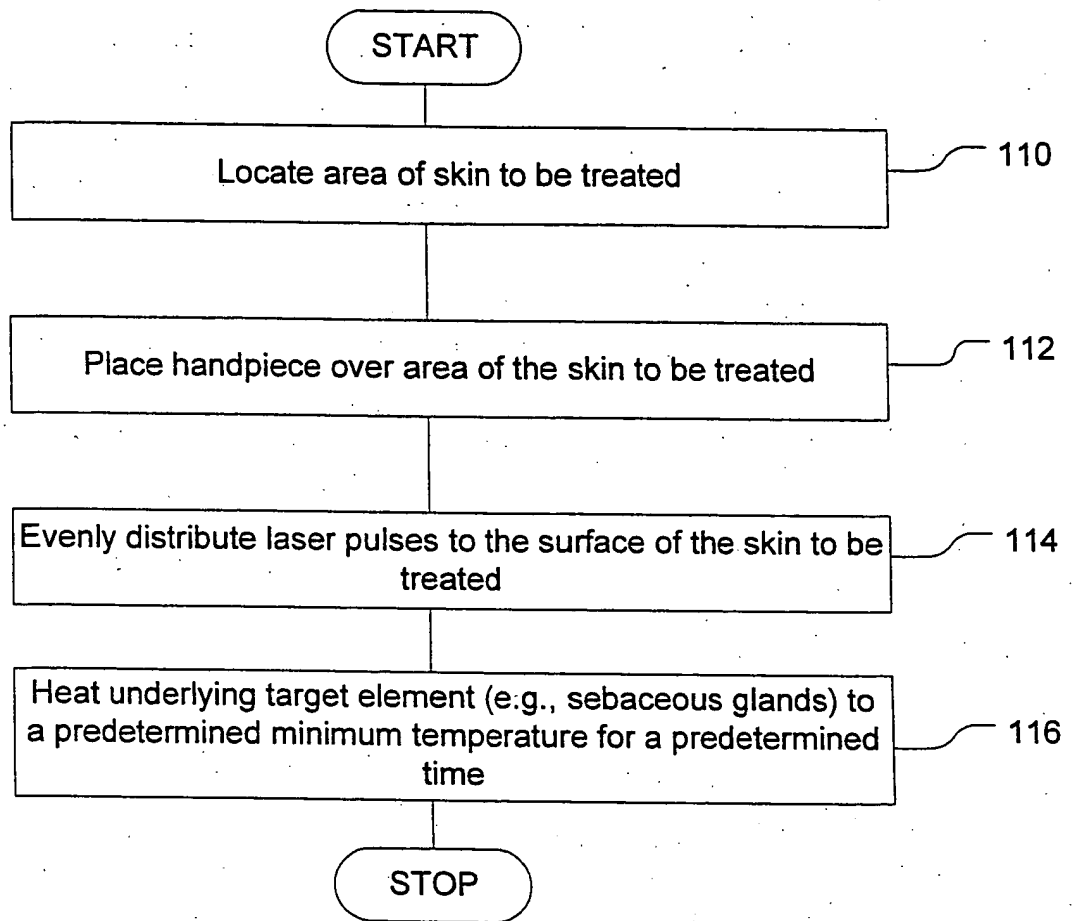 START
Locate area of skin to be treated
110
Place handpiece over area of the skin to be treated
112
Evenly distribute laser pulses to the surface of the skin to be
treated
114
Heat underlying target element (e.g., sebaceous glands) to
a predetermined minimum temperature for a predetermined
time
116
STOP